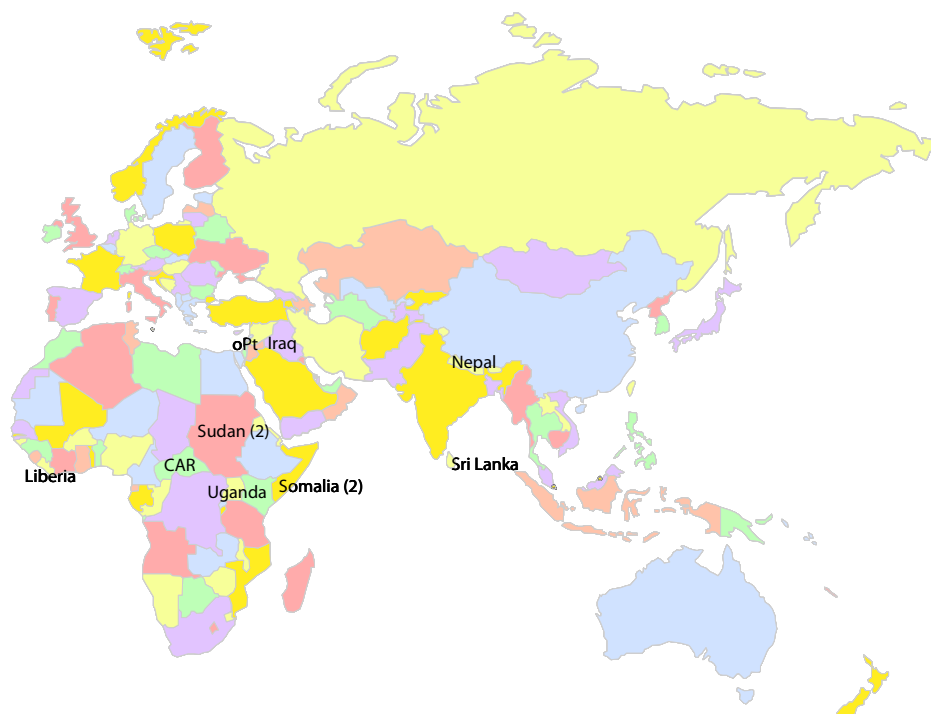 oPt
Iraq
Nepal
Sudan (2)
CAR
Sri Lanka
Liberia
Uganda
Somalia (2)